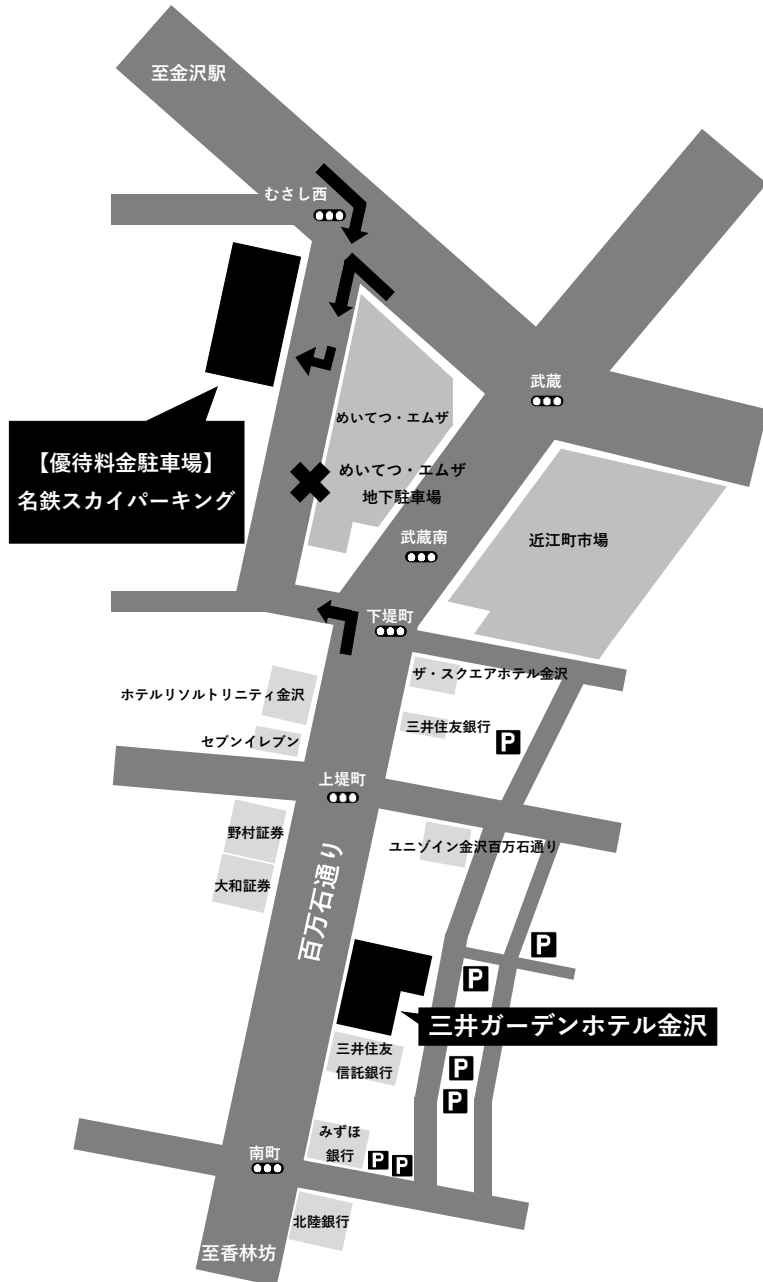 至金沢駅
むさし西
武蔵
めいてつ・エムザ
【優待料金駐車場】
名鉄スカイパーキング
めいてつ・エムザ
地下駐車場
近江町市場
武蔵南
下堤町
ザ・スクエアホテル金沢
ホテルリソルトリニティ金沢
三井住友銀行
セブンイレブン
P
上堤町
野村証券
ユニゾイン金沢百万石通り
大和証券
百万石通り
P
P
三井ガーデンホテル金沢
三井住友
信託銀行
P
P
みずほ
銀行
南町
P
P
北陸銀行
至香林坊